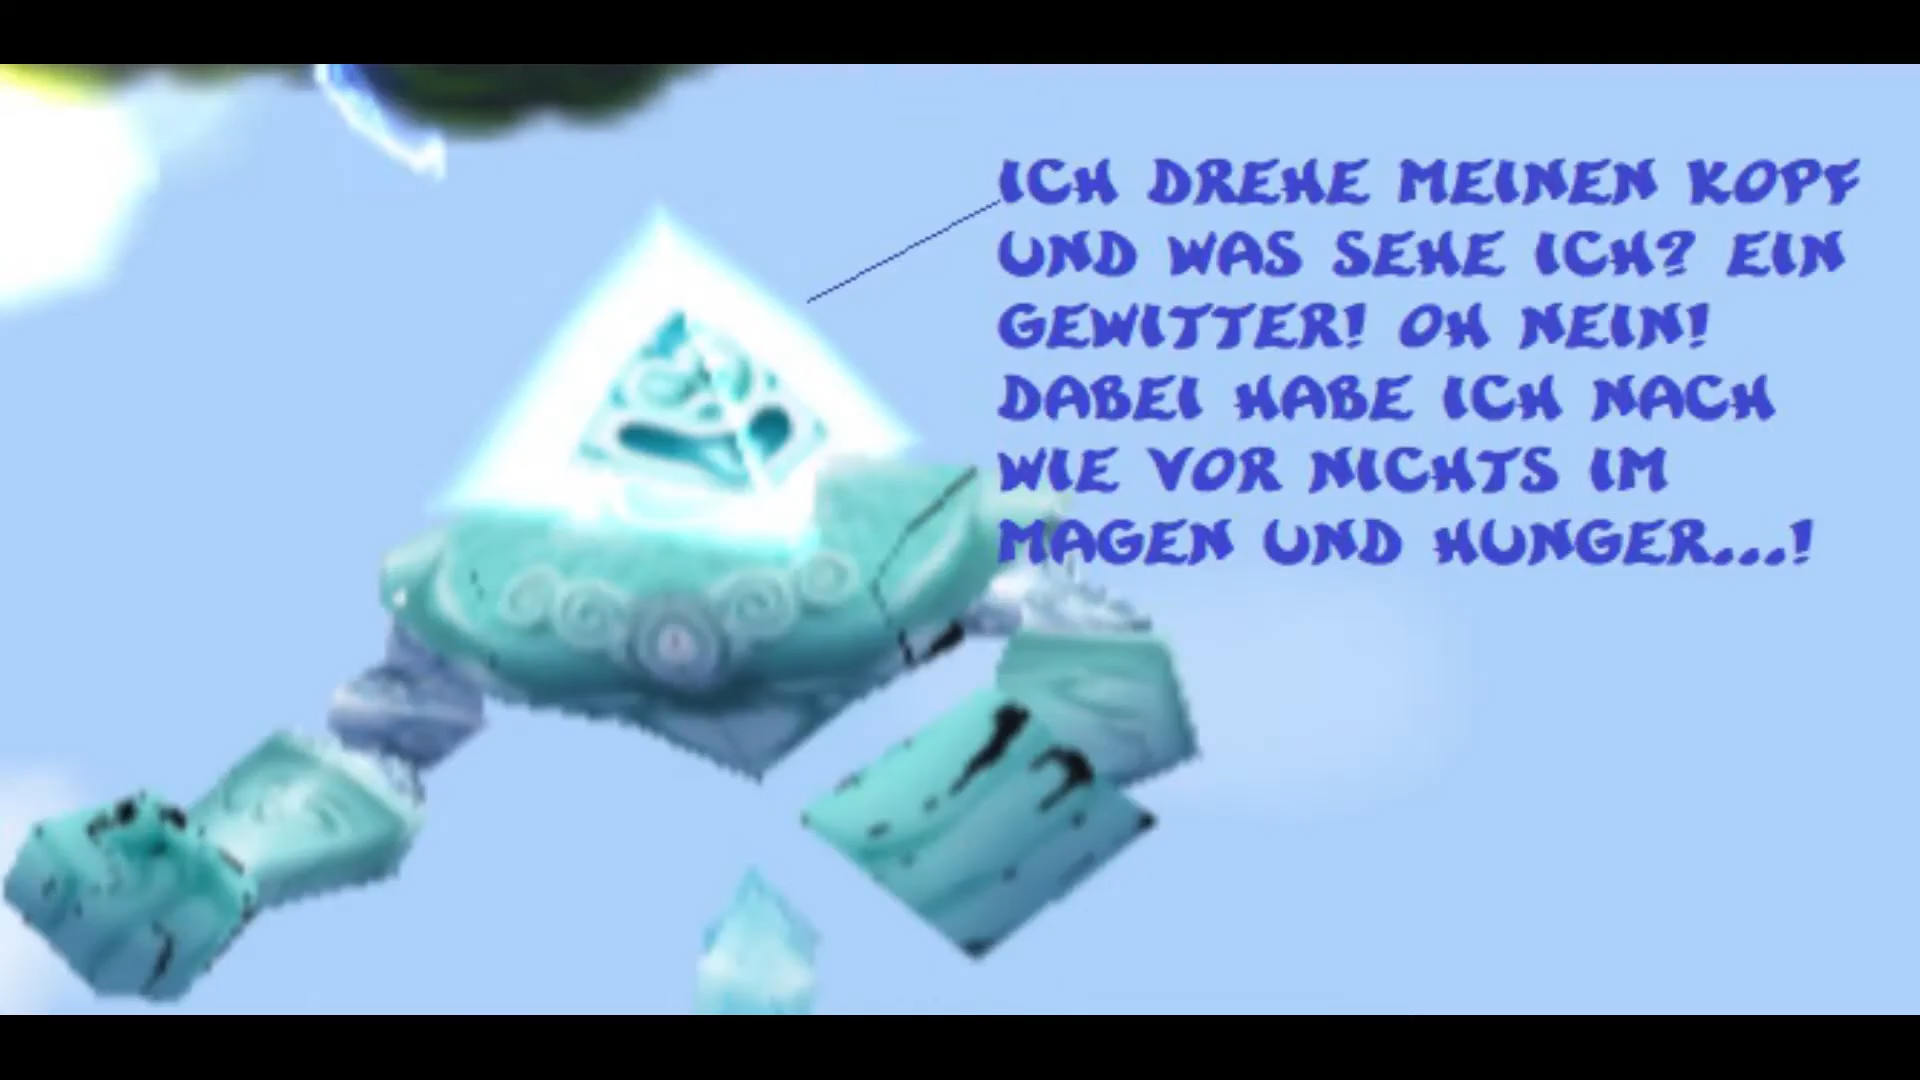 ICH DREHE MEINEN KOPF
UND WAS SEHE ICH? EIN
GEWITTER! OH NEIN!
DABEI HABE ICH NACH
WIE VOR NICHTS IM
MAGEN UND HUNGER...!